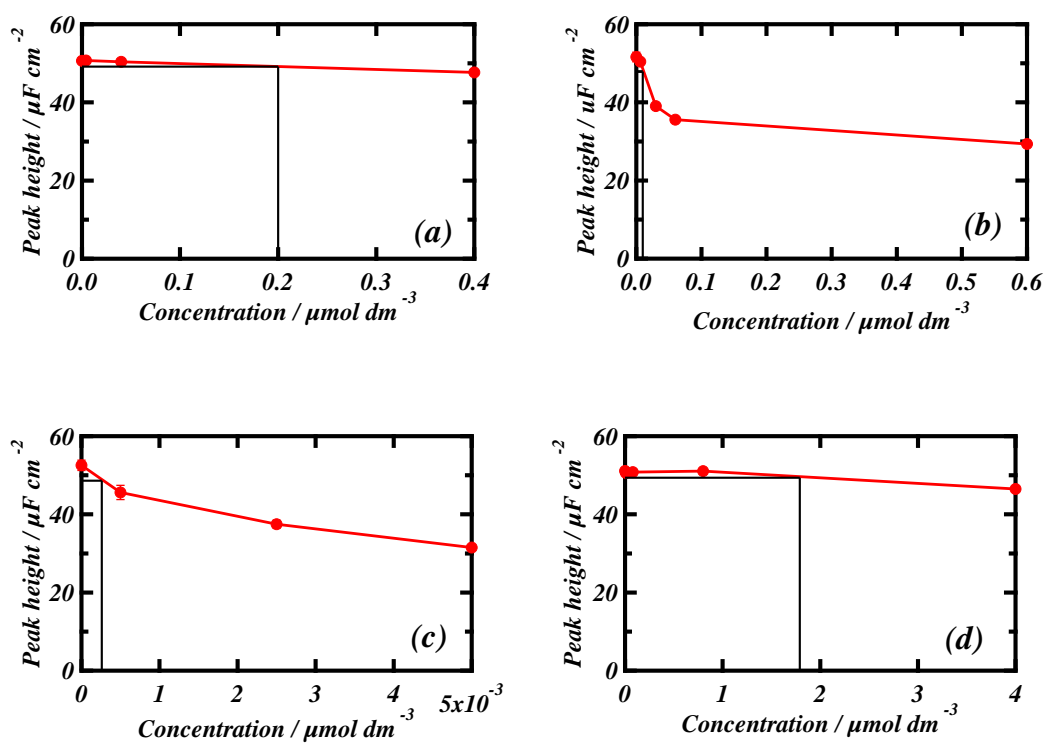 Peak height / µF cm⁻²
60
40
20
0
(a)
0.0 0.1 0.2 0.3 0.4
Concentration / µmol dm⁻³
Peak height / uF cm⁻²
60
40
20
0
(b)
0.0 0.1 0.2 0.3 0.4 0.5 0.6
Concentration / µmol dm⁻³
Peak height / µF cm⁻²
60
40
20
0
(c)
0 1 2 3 4 5x10⁻³
Concentration / µmol dm⁻³
Peak height / µF cm⁻²
60
40
20
0
(d)
0 1 2 3 4
Concentration / µmol dm⁻³